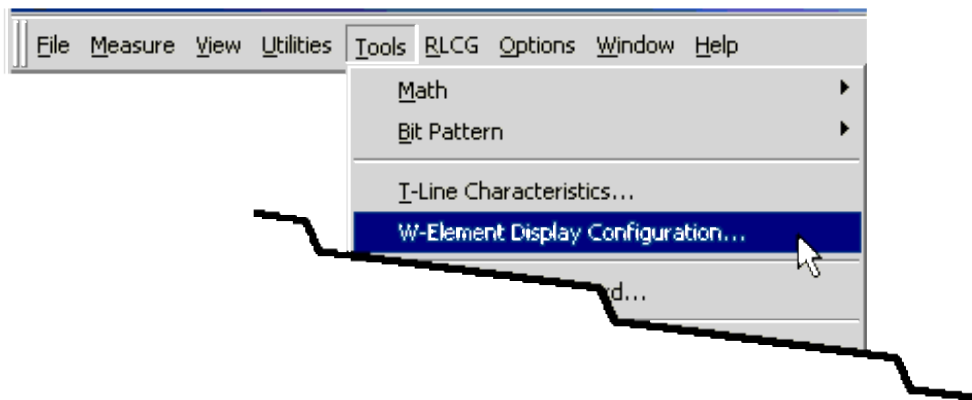 File Measure View Utilities Tools RLCG Options Window Help
Math
Bit Pattern
T-Line Characteristics...
W-Element Display Configuration...